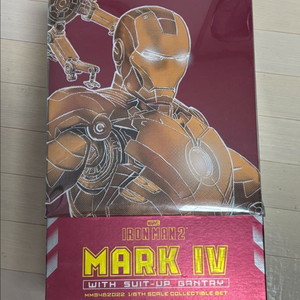 MARVEL
IRON MAN 2
MARK IV
WITH SUIT-UP GANTRY
1/6TH SCALE COLLECTIBLE SET